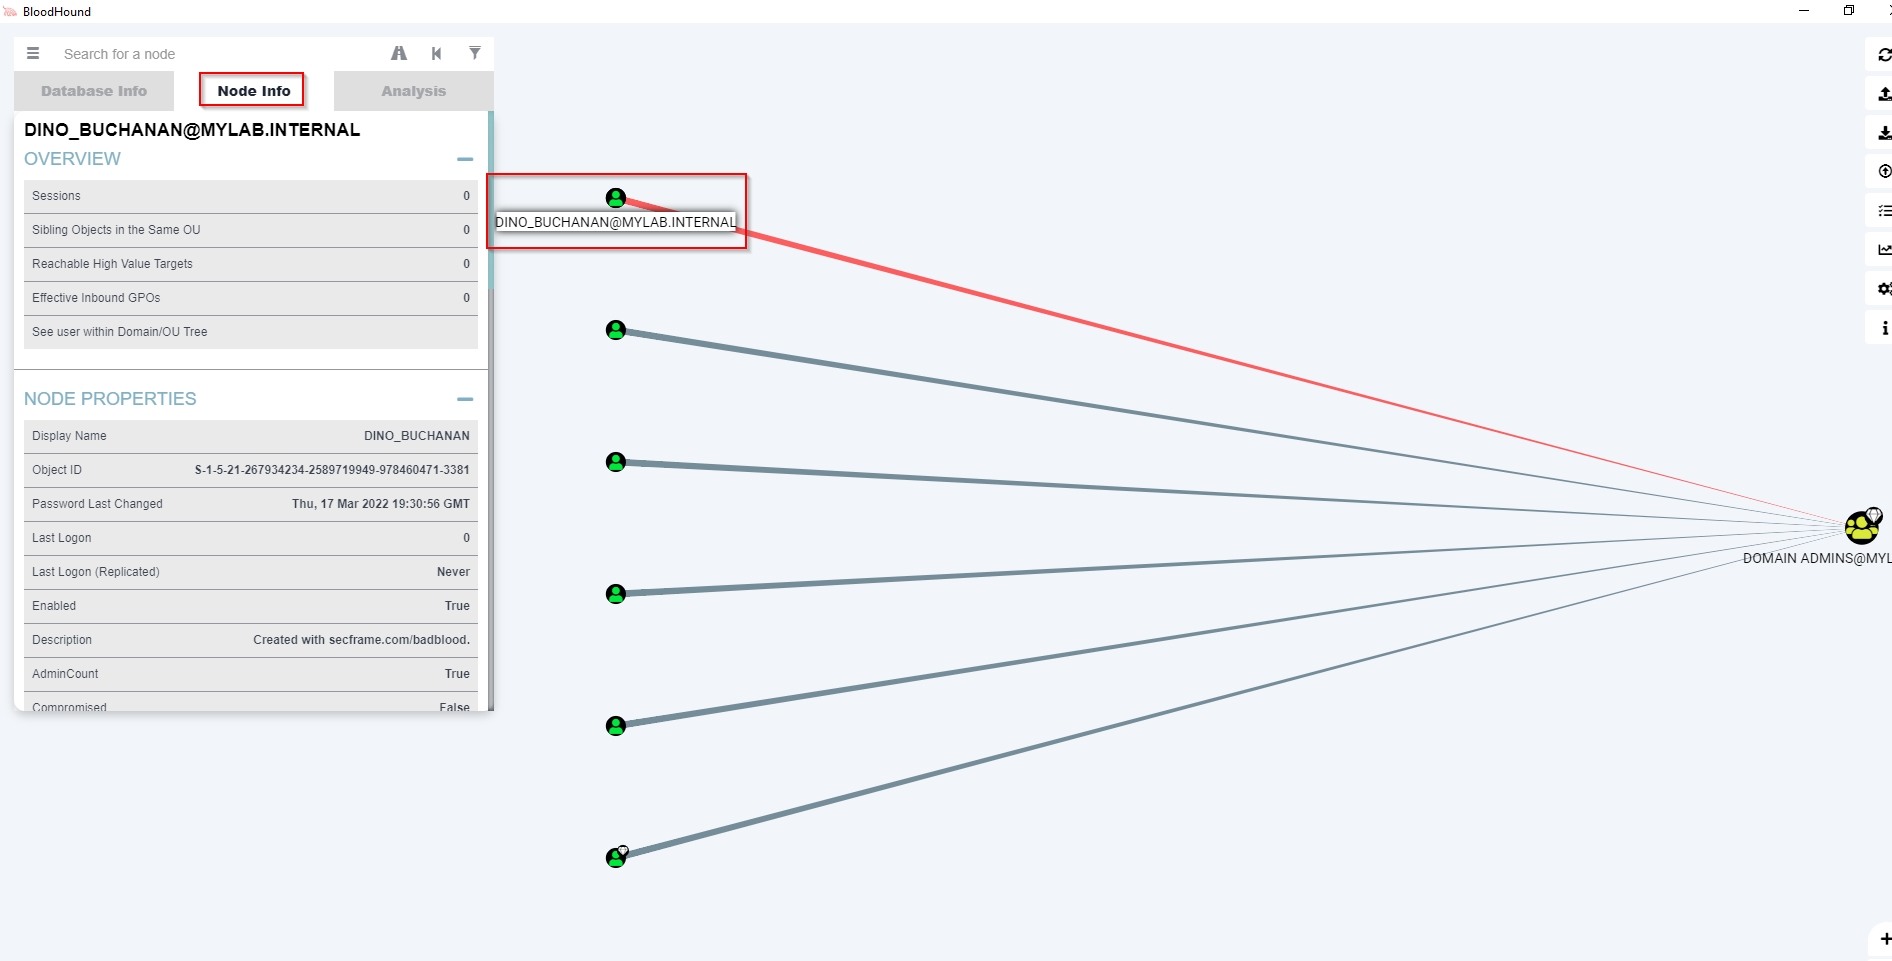 BloodHound
Search for a node
Database Info
Node Info
Analysis
DINO_BUCHANAN@MYLAB.INTERNAL
OVERVIEW
Sessions 0
Sibling Objects in the Same OU 0
Reachable High Value Targets 0
Effective Inbound GPOs 0
See user within Domain/OU Tree
NODE PROPERTIES
Display Name DINO_BUCHANAN
Object ID S-1-5-21-267934234-2589719949-978460471-3381
Password Last Changed Thu, 17 Mar 2022 19:30:56 GMT
Last Logon 0
Last Logon (Replicated) Never
Enabled True
Description Created with secframe.com/badblood.
AdminCount True
Compromised False
DINO_BUCHANAN@MYLAB.INTERNAL
DOMAIN ADMINS@MYL